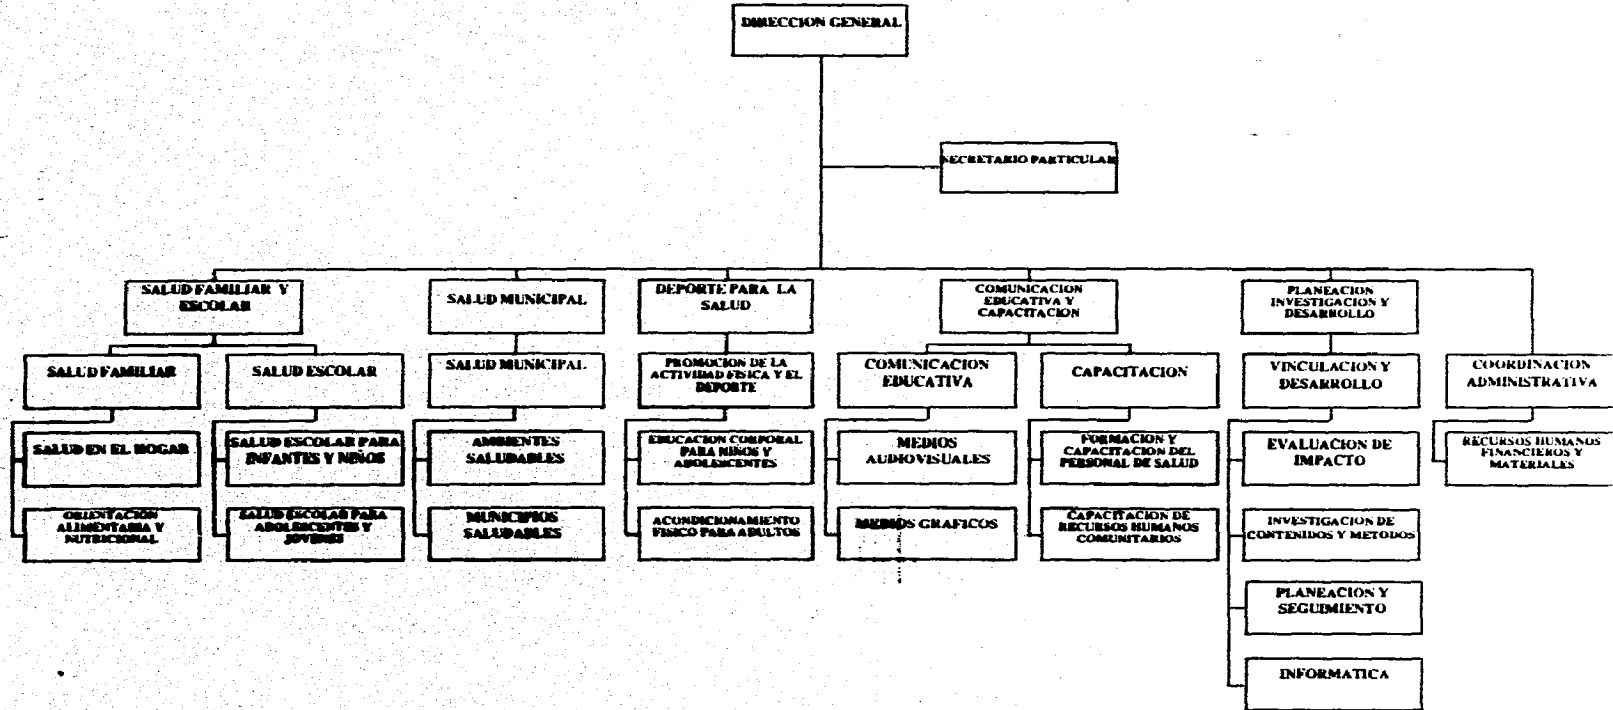 DIRECCION GENERAL
SECRETARIO PARTICULAR
SALUD FAMILIAR Y
ESCOLAR
SALUD MUNICIPAL
DEPORTE PARA LA
SALUD
COMUNICACION
EDUCATIVA Y
CAPACITACION
PLANEACION
INVESTIGACION Y
DESARROLLO
SALUD FAMILIAR
SALUD ESCOLAR
SALUD MUNICIPAL
PROMOCION DE LA
ACTIVIDAD FISICA Y EL
DEPORTE
COMUNICACION
EDUCATIVA
CAPACITACION
VINCULACION Y
DESARROLLO
COORDINACION
ADMINISTRATIVA
SALUD EN EL HOGAR
SALUD ESCOLAR PARA
INFANTES Y NIÑOS
AMBIENTES
SALUDABLES
EDUCACION CORPORAL
PARA NIÑOS Y
ADOLESCENTES
MEDIOS
AUDIOVISUALES
FORMACION Y
CAPACITACION DEL
PERSONAL DE SALUD
EVALUACION DE
IMPACTO
RECURSOS HUMANOS
FINANCIEROS Y
MATERIALES
ORIENTACION
ALIMENTARIA Y
NUTRICIONAL
SALUD ESCOLAR PARA
ADOLESCENTES Y
JOVENES
MUNICIPIOS
SALUDABLES
ACONDICIONAMIENTO
FISICO PARA ADULTOS
MEDIOS GRAFICOS
CAPACITACION DE
RECURSOS HUMANOS
COMUNITARIOS
INVESTIGACION DE
CONTENIDOS Y METODOS
PLANEACION Y
SEGUIMIENTO
INFORMATICA